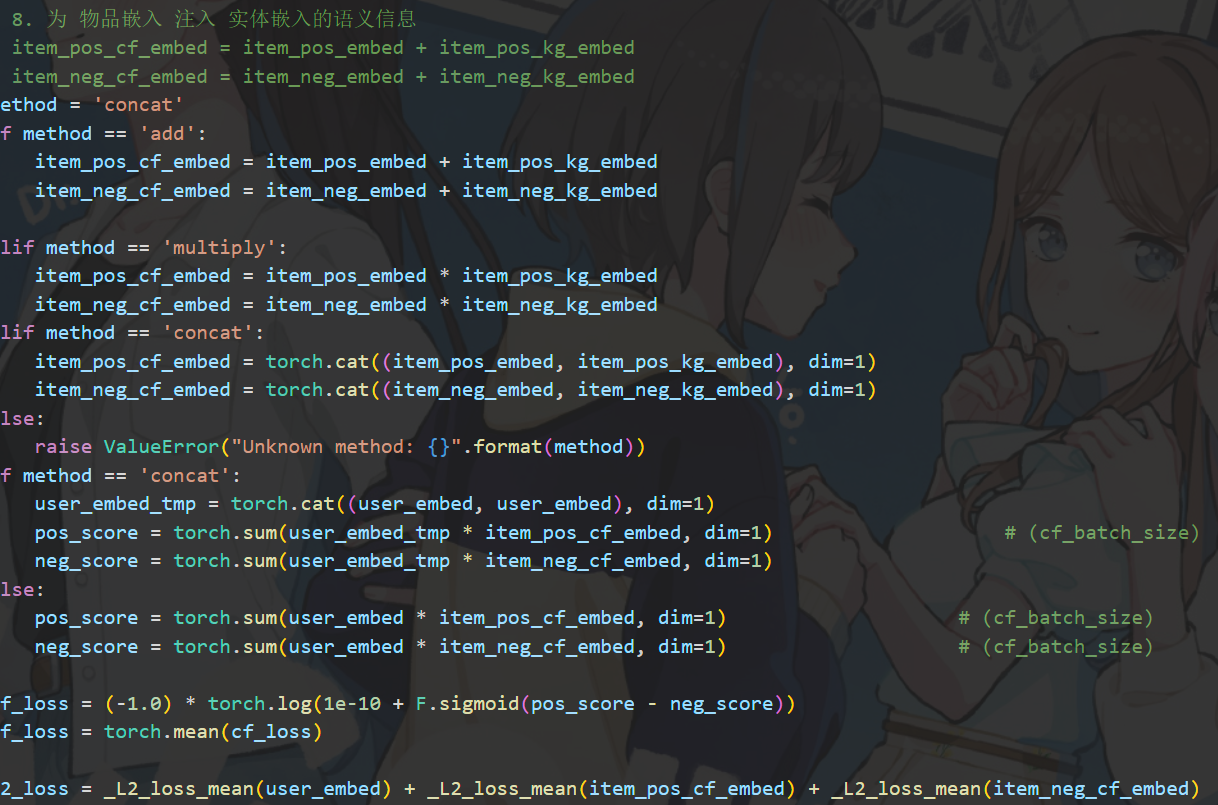 8. 为 物品嵌入 注入 实体嵌入的语义信息
item_pos_cf_embed = item_pos_embed + item_pos_kg_embed
item_neg_cf_embed = item_neg_embed + item_neg_kg_embed
ethod = 'concat'
f method == 'add':
item_pos_cf_embed = item_pos_embed + item_pos_kg_embed
item_neg_cf_embed = item_neg_embed + item_neg_kg_embed
lif method == 'multiply':
item_pos_cf_embed = item_pos_embed * item_pos_kg_embed
item_neg_cf_embed = item_neg_embed * item_neg_kg_embed
lif method == 'concat':
item_pos_cf_embed = torch.cat((item_pos_embed, item_pos_kg_embed), dim=1)
item_neg_cf_embed = torch.cat((item_neg_embed, item_neg_kg_embed), dim=1)
lse:
raise ValueError("Unknown method: {}".format(method))
f method == 'concat':
user_embed_tmp = torch.cat((user_embed, user_embed), dim=1)
pos_score = torch.sum(user_embed_tmp * item_pos_cf_embed, dim=1) # (cf_batch_size)
neg_score = torch.sum(user_embed_tmp * item_neg_cf_embed, dim=1)
lse:
pos_score = torch.sum(user_embed * item_pos_cf_embed, dim=1) # (cf_batch_size)
neg_score = torch.sum(user_embed * item_neg_cf_embed, dim=1) # (cf_batch_size)
f_loss = (-1.0) * torch.log(1e-10 + F.sigmoid(pos_score - neg_score))
f_loss = torch.mean(cf_loss)
2_loss = _L2_loss_mean(user_embed) + _L2_loss_mean(item_pos_cf_embed) + _L2_loss_mean(item_neg_cf_embed)